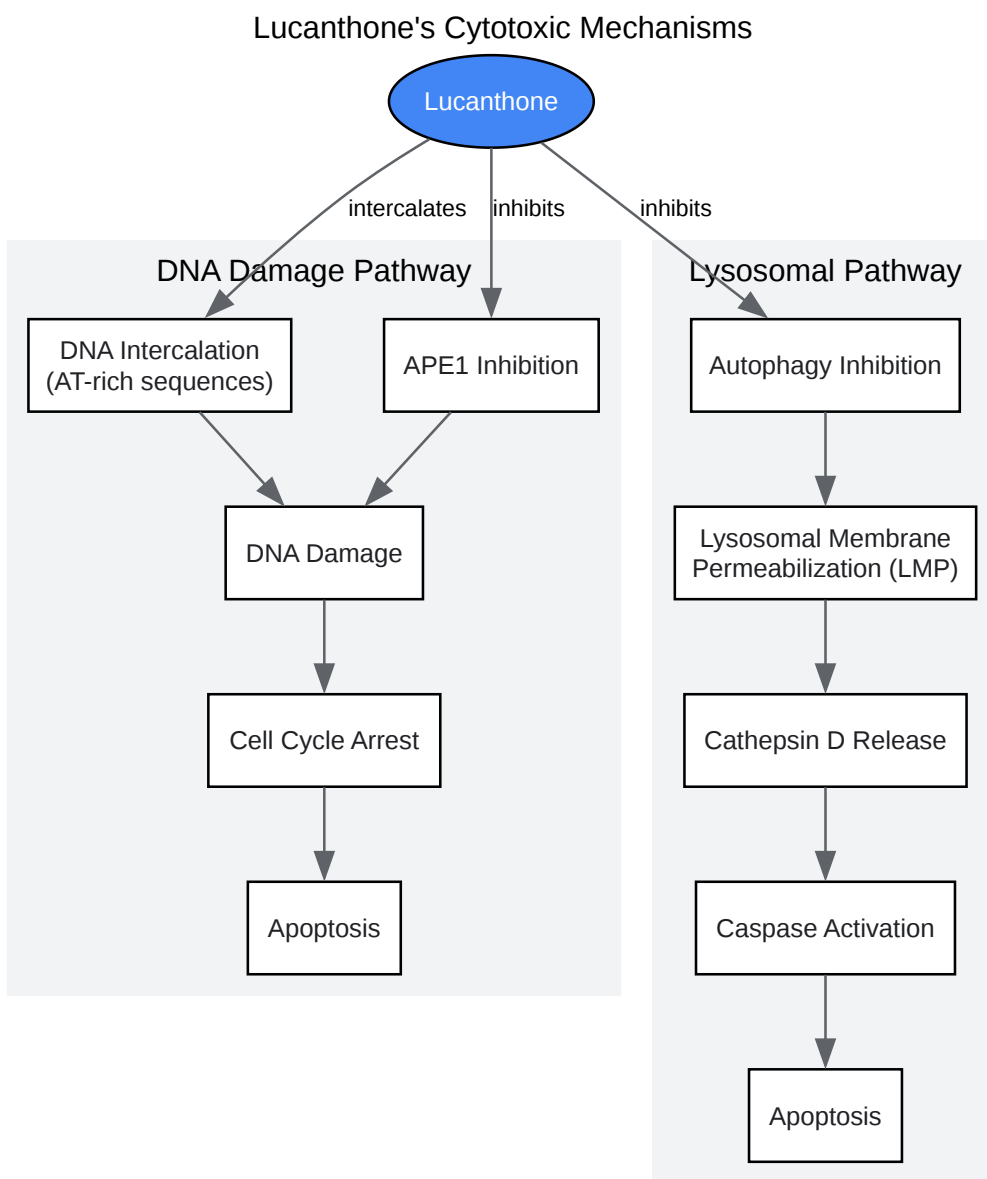 Lucanthone's Cytotoxic Mechanisms
Lucanthone
intercalates
inhibits
inhibits
DNA Damage Pathway
DNA Intercalation
(AT-rich sequences)
APE1 Inhibition
DNA Damage
Cell Cycle Arrest
Apoptosis
Lysosomal Pathway
Autophagy Inhibition
Lysosomal Membrane
Permeabilization (LMP)
Cathepsin D Release
Caspase Activation
Apoptosis